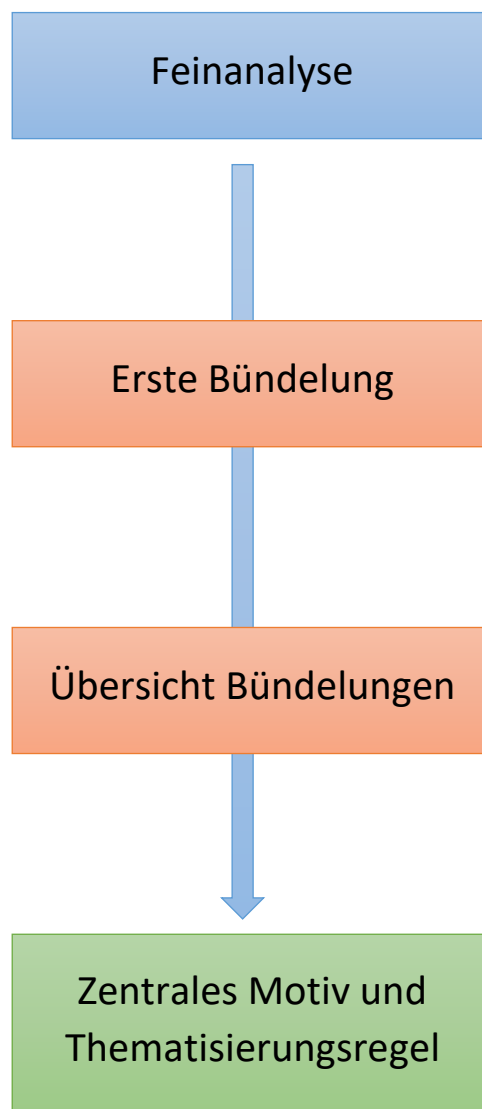 Feinanalyse
Erste Bündelung
Übersicht Bündelungen
Zentrales Motiv und
Thematisierungsregel